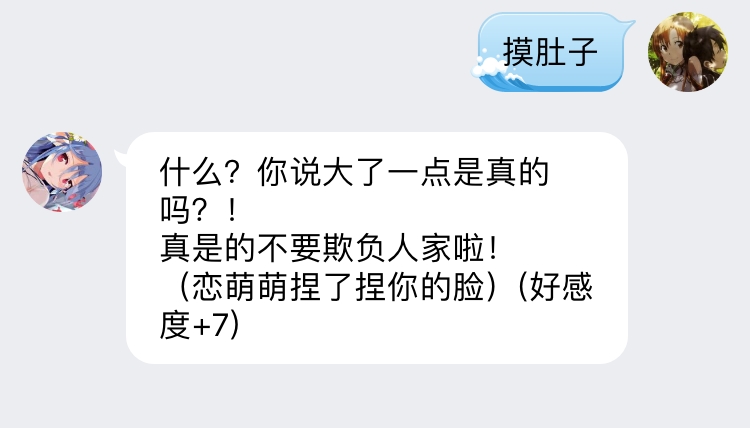 摸肚子
什么？你说大了一点是真的
吗？！
真是的不要欺负人家啦！
（恋萌萌捏了捏你的脸）(好感
度+7)